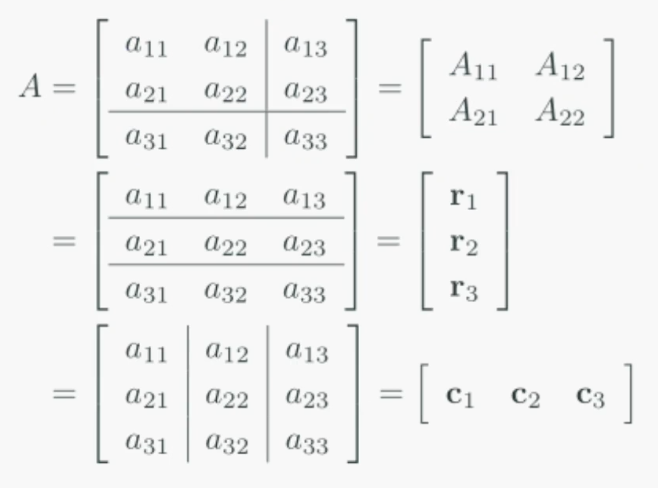 A = [ a₁₁ a₁₂ | a₁₃ ; a₂₁ a₂₂ | a₂₃ ; a₃₁ a₃₂ | a₃₃ ] = [ A₁₁ A₁₂ ; A₂₁ A₂₂ ]
= [ a₁₁ a₁₂ a₁₃ ; a₂₁ a₂₂ a₂₃ ; a₃₁ a₃₂ a₃₃ ] = [ r₁ ; r₂ ; r₃ ]
= [ a₁₁ | a₁₂ | a₁₃ ; a₂₁ | a₂₂ | a₂₃ ; a₃₁ | a₃₂ | a₃₃ ] = [ c₁ c₂ c₃ ]